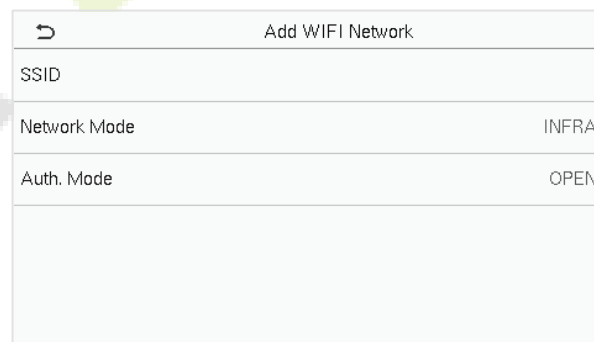 Add WIFI Network
SSID
Network Mode INFRA
Auth. Mode OPEN